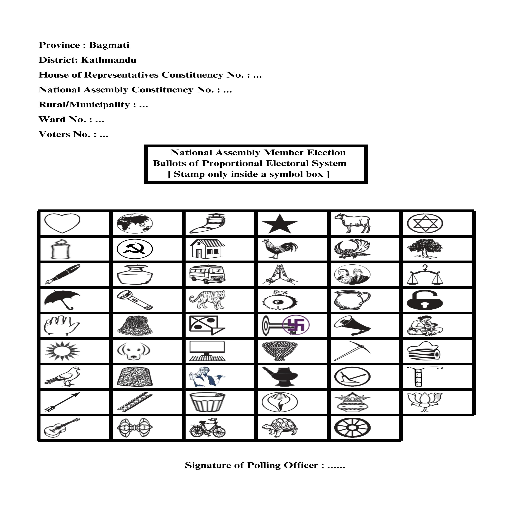 Province : Bagmati
District: Kathmandu
House of Representatives Constituency No. : ...
National Assembly Constituency No. : ...
Rural/Municipality : ...
Ward No. : ...
Voters No. : ...
National Assembly Member Election
Ballots of Proportional Electoral System
[ Stamp only inside a symbol box ]
Signature of Polling Officer : ......